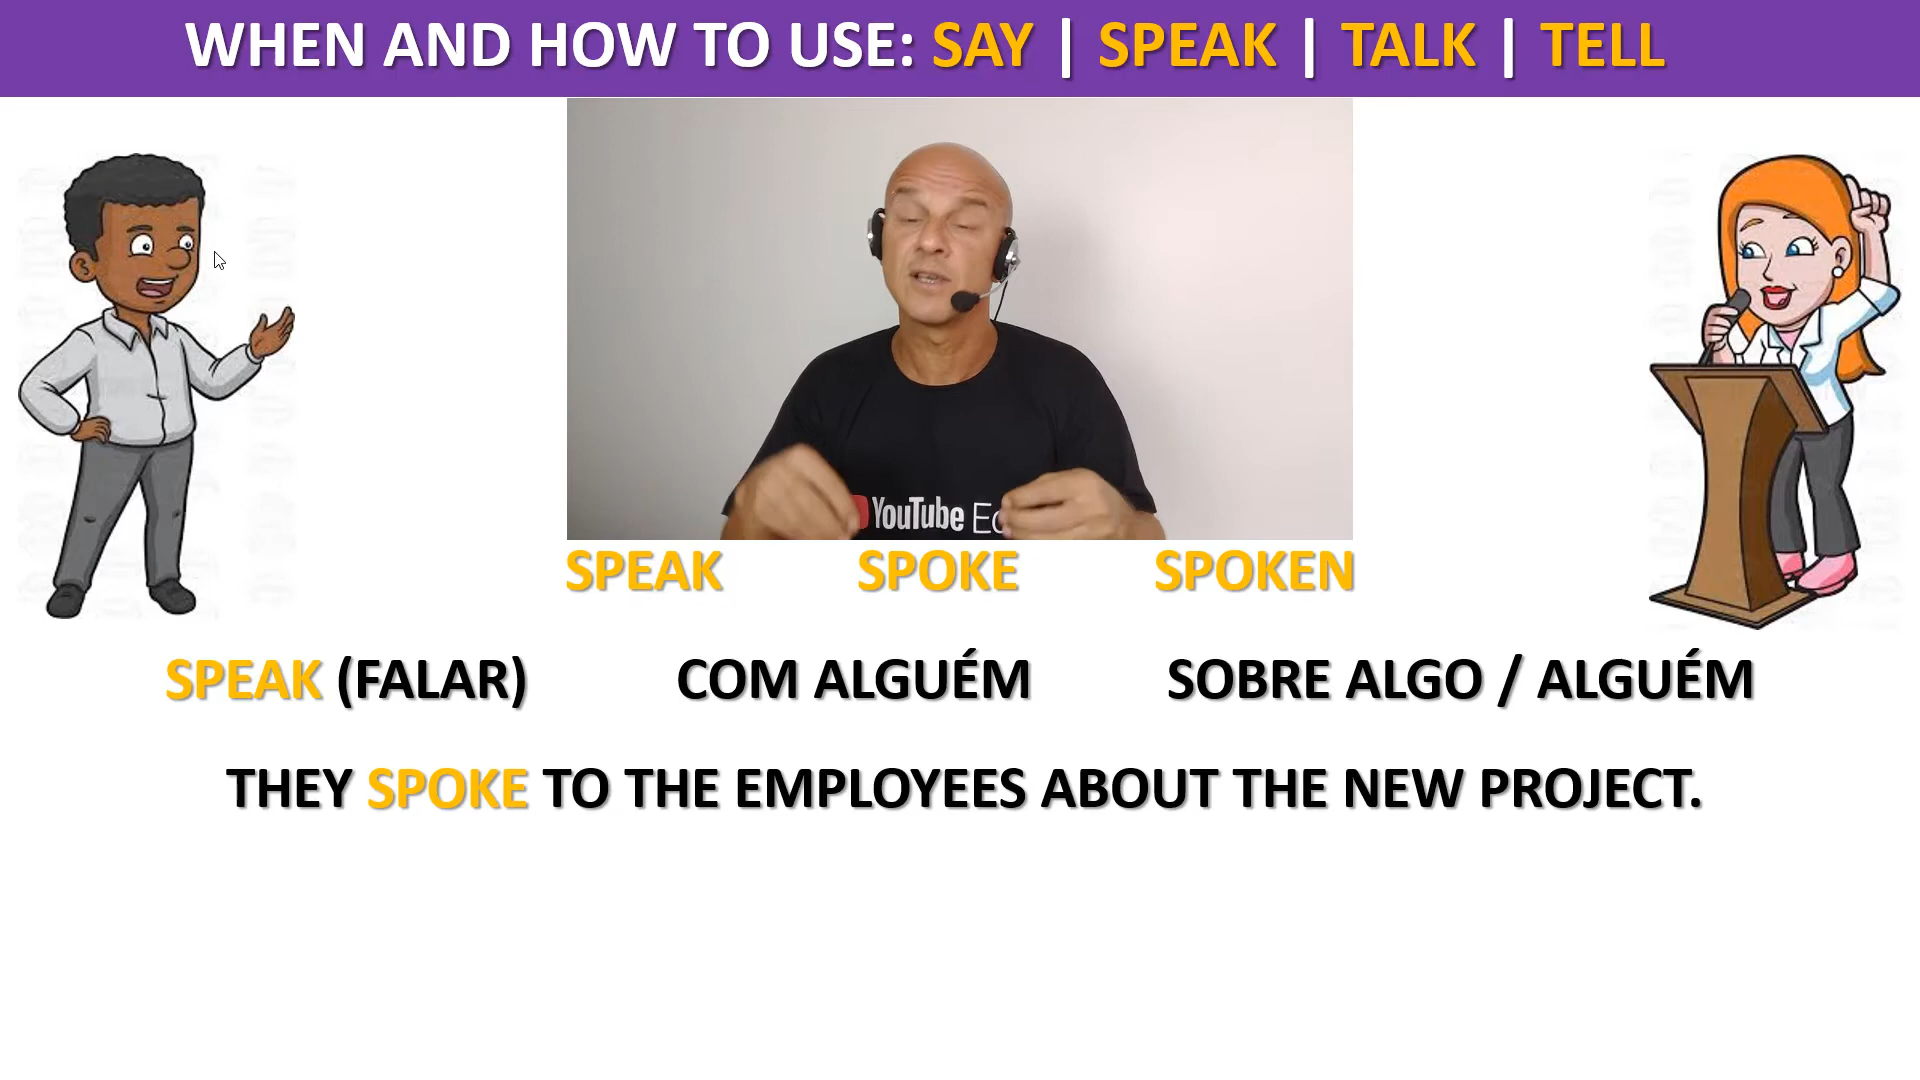 WHEN AND HOW TO USE: SAY | SPEAK | TALK | TELL
YouTube
SPEAK SPOKE SPOKEN
SPEAK (FALAR) COM ALGUÉM SOBRE ALGO / ALGUÉM
THEY SPOKE TO THE EMPLOYEES ABOUT THE NEW PROJECT.